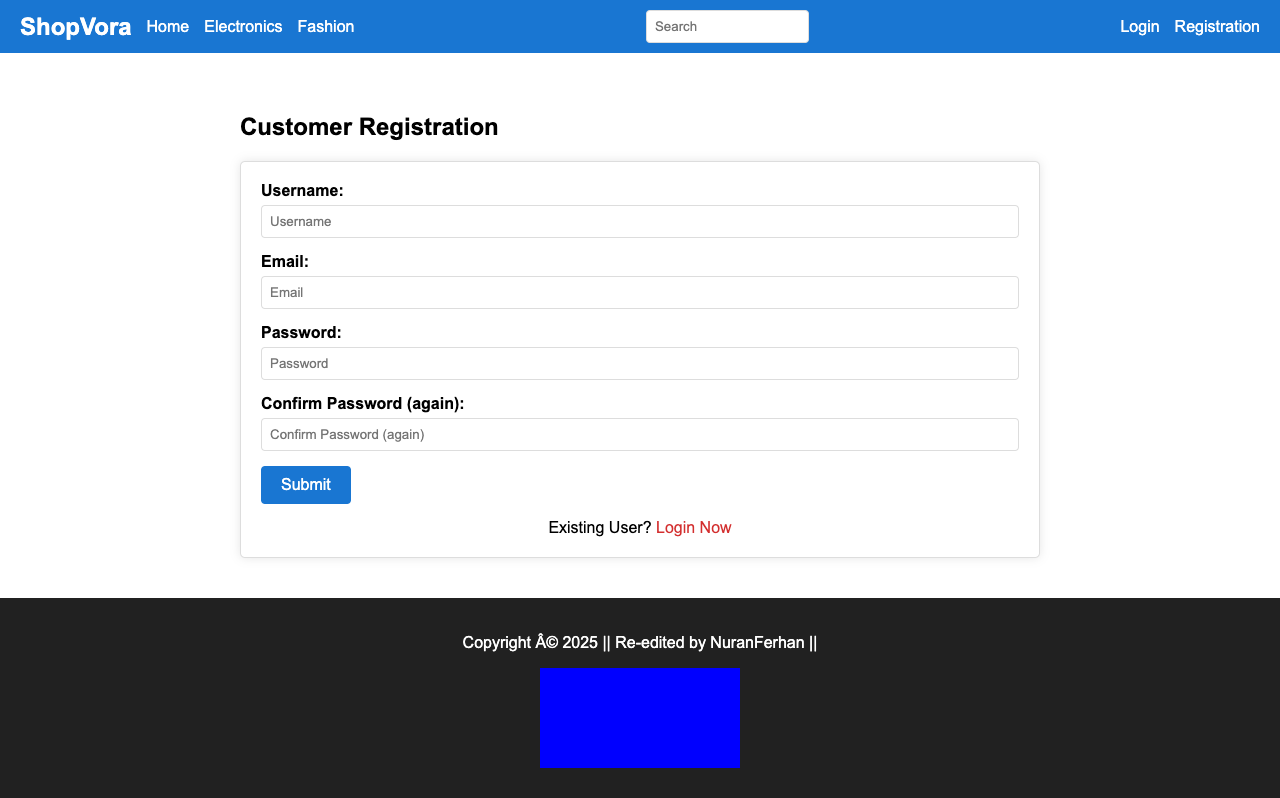 ShopVora Home Electronics Fashion Search Login Registration
Customer Registration
Username:
Username
Email:
Email
Password:
Password
Confirm Password (again):
Confirm Password (again)
Submit
Existing User? Login Now
Copyright Â© 2025 || Re-edited by NuranFerhan ||